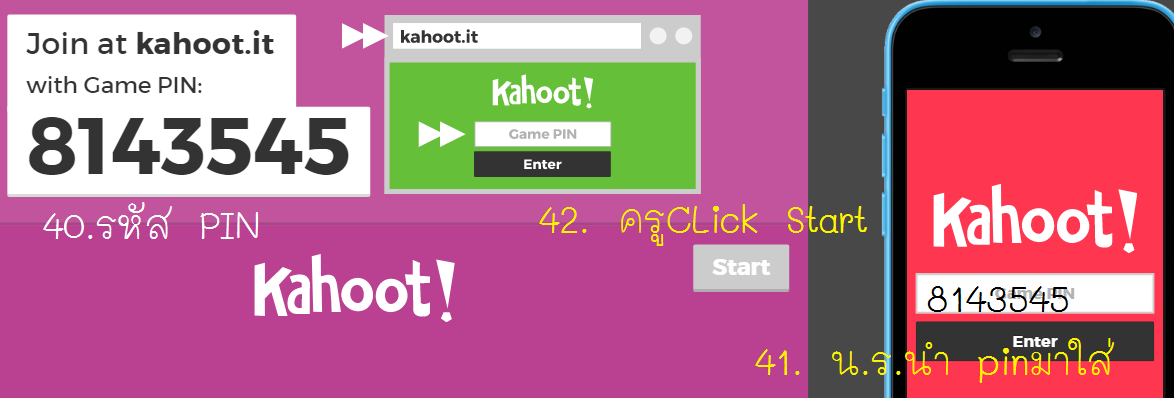 Join at kahoot.it
with Game PIN:
8143545
kahoot.it
Kahoot!
Game PIN
Enter
40.รหัส PIN
42. ครูCLick Start
Kahoot!
Start
Kahoot!
8143545
Game PIN
Enter
41. น.ร.นำ pinมาใส่